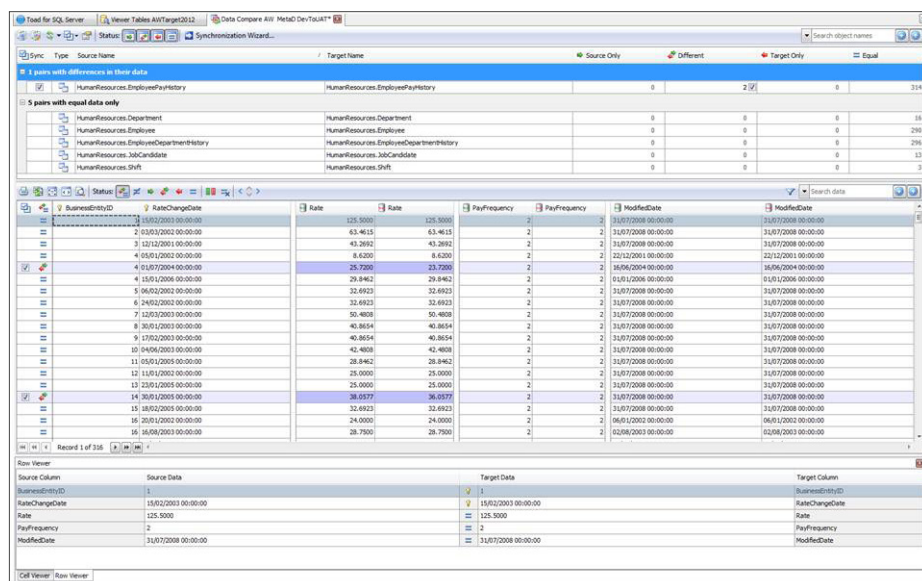 Toad for SQL Server Viewer Tables AWTarget2012 Data Compare AW MetaD DevToUAT*
Status: Synchronization Wizard... Search object names
Sync Type Source Name Target Name Source Only Different Target Only Equal
1 pairs with differences in their data
HumanResources.EmployeePayHistory HumanResources.EmployeePayHistory 0 2 0 314
5 pairs with equal data only
HumanResources.Department HumanResources.Department 0 0 0 16
HumanResources.Employee HumanResources.Employee 0 0 0 290
HumanResources.EmployeeDepartmentHistory HumanResources.EmployeeDepartmentHistory 0 0 0 296
HumanResources.JobCandidate HumanResources.JobCandidate 0 0 0 13
HumanResources.Shift HumanResources.Shift 0 0 0 3
Status: Search data
BusinessEntityID RateChangeDate Rate Rate PayFrequency PayFrequency ModifiedDate ModifiedDate
1 15/02/2003 00:00:00 125.5000 125.5000 2 2 31/07/2008 00:00:00 31/07/2008 00:00:00
2 03/03/2002 00:00:00 63.4615 63.4615 2 2 31/07/2008 00:00:00 31/07/2008 00:00:00
3 12/12/2001 00:00:00 43.2692 43.2692 2 2 31/07/2008 00:00:00 31/07/2008 00:00:00
4 05/01/2002 00:00:00 8.6200 8.6200 2 2 22/12/2001 00:00:00 22/12/2001 00:00:00
4 01/07/2004 00:00:00 25.7200 23.7200 2 2 16/06/2004 00:00:00 16/06/2004 00:00:00
4 15/01/2006 00:00:00 29.8462 29.8462 2 2 01/01/2006 00:00:00 01/01/2006 00:00:00
5 06/02/2002 00:00:00 32.6923 32.6923 2 2 31/07/2008 00:00:00 31/07/2008 00:00:00
6 24/02/2002 00:00:00 32.6923 32.6923 2 2 31/07/2008 00:00:00 31/07/2008 00:00:00
7 12/03/2003 00:00:00 50.4808 50.4808 2 2 31/07/2008 00:00:00 31/07/2008 00:00:00
8 30/01/2003 00:00:00 40.8654 40.8654 2 2 31/07/2008 00:00:00 31/07/2008 00:00:00
9 17/02/2003 00:00:00 40.8654 40.8654 2 2 31/07/2008 00:00:00 31/07/2008 00:00:00
10 04/06/2003 00:00:00 42.4808 42.4808 2 2 31/07/2008 00:00:00 31/07/2008 00:00:00
11 05/01/2005 00:00:00 28.8462 28.8462 2 2 31/07/2008 00:00:00 31/07/2008 00:00:00
12 11/01/2002 00:00:00 25.0000 25.0000 2 2 31/07/2008 00:00:00 31/07/2008 00:00:00
13 23/01/2005 00:00:00 25.0000 25.0000 2 2 31/07/2008 00:00:00 31/07/2008 00:00:00
14 30/01/2005 00:00:00 38.0577 36.0577 2 2 31/07/2008 00:00:00 31/07/2008 00:00:00
15 18/02/2005 00:00:00 32.6923 32.6923 2 2 31/07/2008 00:00:00 31/07/2008 00:00:00
16 20/01/2002 00:00:00 24.0000 24.0000 2 2 06/01/2002 00:00:00 06/01/2002 00:00:00
16 16/08/2003 00:00:00 28.7500 28.7500 2 2 02/08/2003 00:00:00 02/08/2003 00:00:00
Record 1 of 316
Row Viewer
Source Column Source Data Target Data Target Column
BusinessEntityID 1 1 BusinessEntityID
RateChangeDate 15/02/2003 00:00:00 15/02/2003 00:00:00 RateChangeDate
Rate 125.5000 125.5000 Rate
PayFrequency 2 2 PayFrequency
ModifiedDate 31/07/2008 00:00:00 31/07/2008 00:00:00 ModifiedDate
Cell Viewer Row Viewer